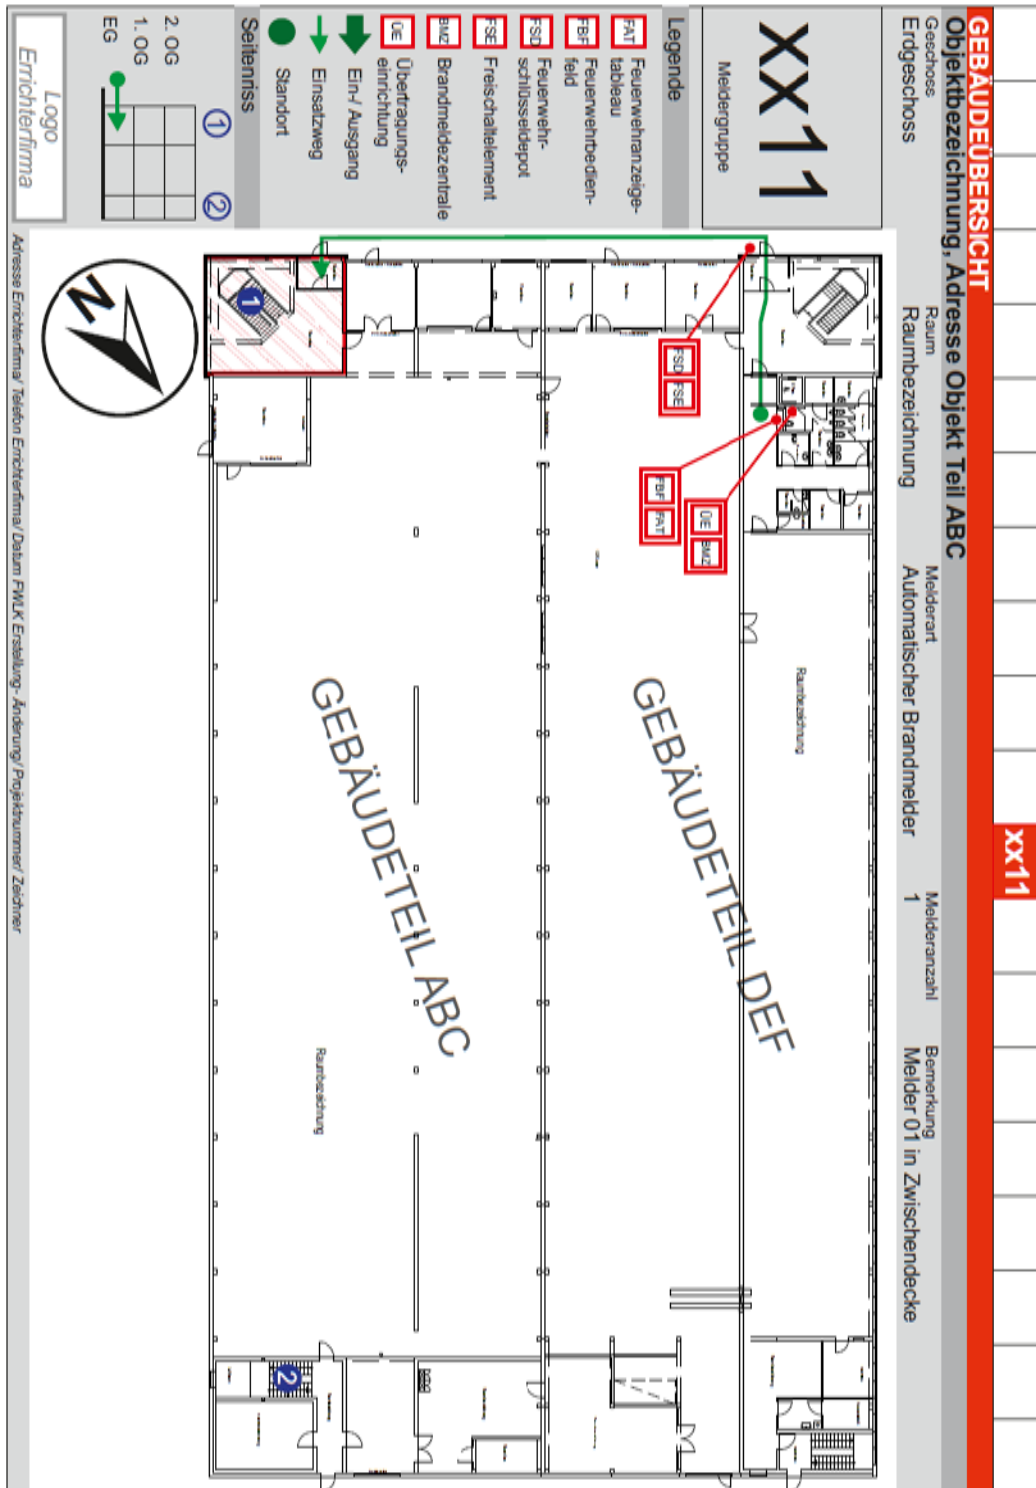 xx11
GEBÄUDEÜBERSICHT
Objektbezeichnung, Adresse Objekt Teil ABC
Geschoss
Erdgeschoss
Raum
Raumbezeichnung
Melderart
Automatischer Brandmelder
Melderanzahl
1
Bemerkung
Melder 01 in Zwischendecke
XX11
Meldergruppe
Legende
FAT Feuerwehranzeige-
tableau
FBF Feuerwehrbedien-
feld
FSD Feuerwehr-
schlüsseldepot
FSE Freischaltelement
BMZ Brandmeldezentrale
ÜE Übertragungs-
einrichtung
Ein-/ Ausgang
Einsatzweg
Standort
Seitenriss
1 2
2. OG
1. OG
EG
Logo
Errichterfirma
FSD FSE
FBF FAT
ÜE BMZ
Raumbezeichnung
GEBÄUDETEIL DEF
GEBÄUDETEIL ABC
Raumbezeichnung
1
2
N
Adresse Errichterfirma/ Telefon Errichterfirma/ Datum FWLK Erstellung- Änderung/ Projektnummer/ Zeichner